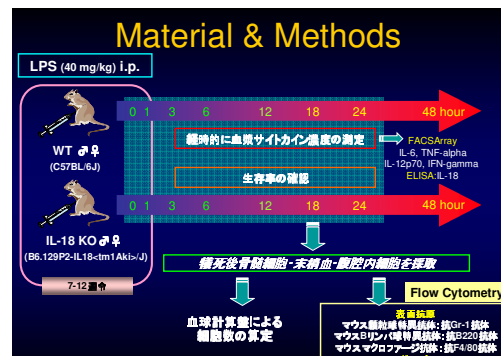 Material & Methods
LPS (40 mg/kg) i.p.
0 1 3 6 12 18 24 48 hour
WT ♂♀
(C57BL/6J)
経時的に血漿サイトカイン濃度の測定
FACSArray
IL-6, TNF-alpha
IL-12p70, IFN-gamma
ELISA:IL-18
生存率の確認
0 1 3 6 12 18 24 48 hour
IL-18 KO ♂♀
(B6.129P2-IL18<tm1Aki>/J)
7-12週令
犠死後骨髄細胞・末梢血・腹腔内細胞を採取
Flow Cytometry
血球計算盤による
細胞数の算定
表面抗原
マウス顆粒球特異抗体:抗Gr-1抗体
マウスBリンパ球特異抗体:抗B220抗体
マウスマクロファージ抗体:抗F4/80抗体